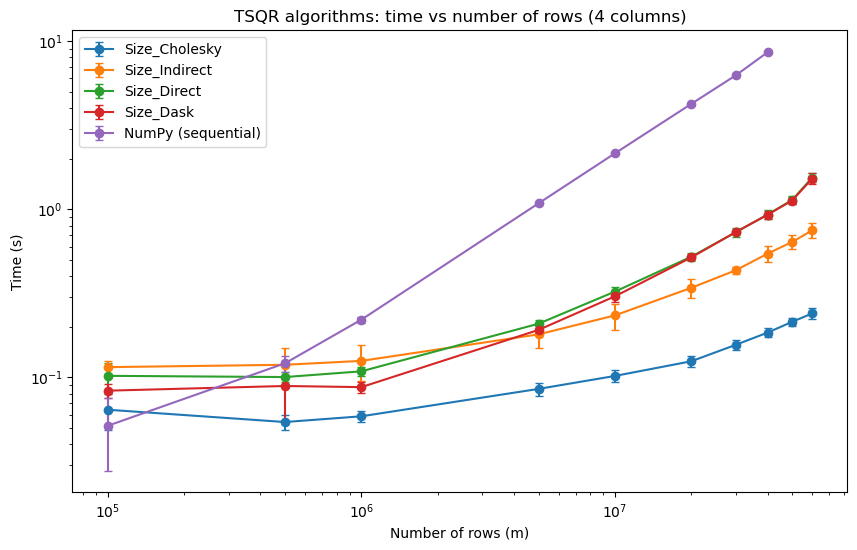 TSQR algorithms: time vs number of rows (4 columns)
Size_Cholesky
Size_Indirect
Size_Direct
Size_Dask
NumPy (sequential)
Time (s)
10¹
10⁰
10⁻¹
10⁵
10⁶
10⁷
Number of rows (m)